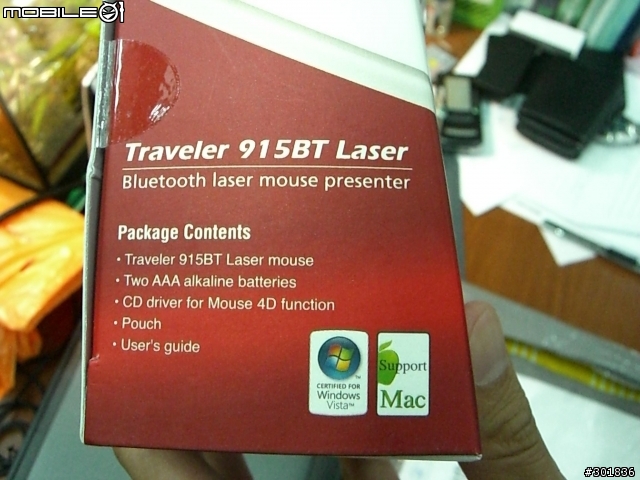 MOBILE01
Traveler 915BT Laser
Bluetooth laser mouse presenter
Package Contents
· Traveler 915BT Laser mouse
· Two AAA alkaline batteries
· CD driver for Mouse 4D function
· Pouch
· User's guide
CERTIFIED FOR
Windows
Vista™
Support
Mac
#301836